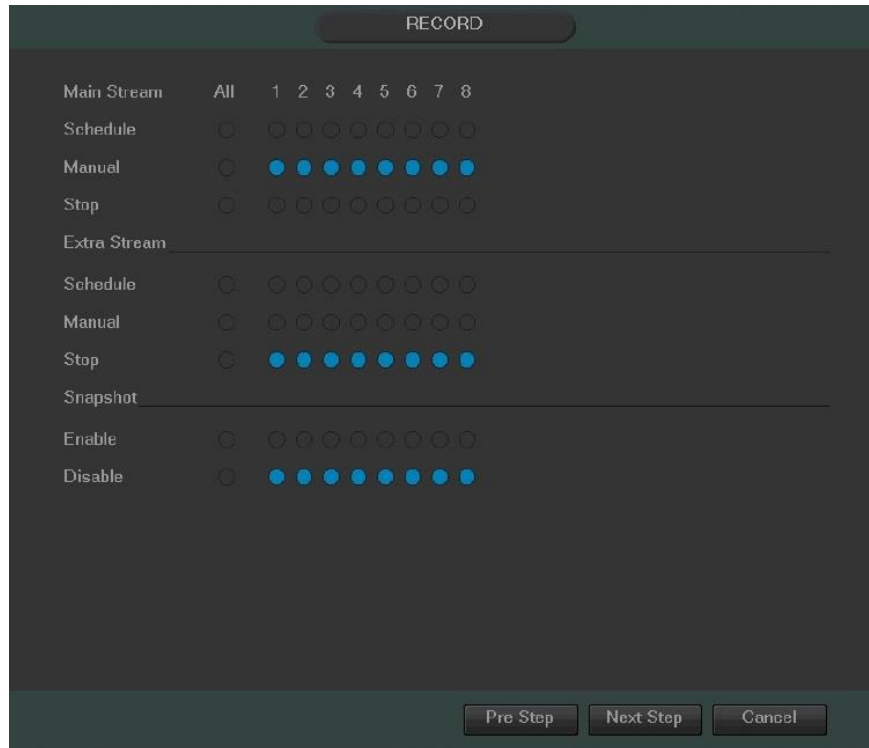 RECORD
Main Stream All 1 2 3 4 5 6 7 8
Schedule
Manual
Stop
Extra Stream
Schedule
Manual
Stop
Snapshot
Enable
Disable
Pre Step Next Step Cancel